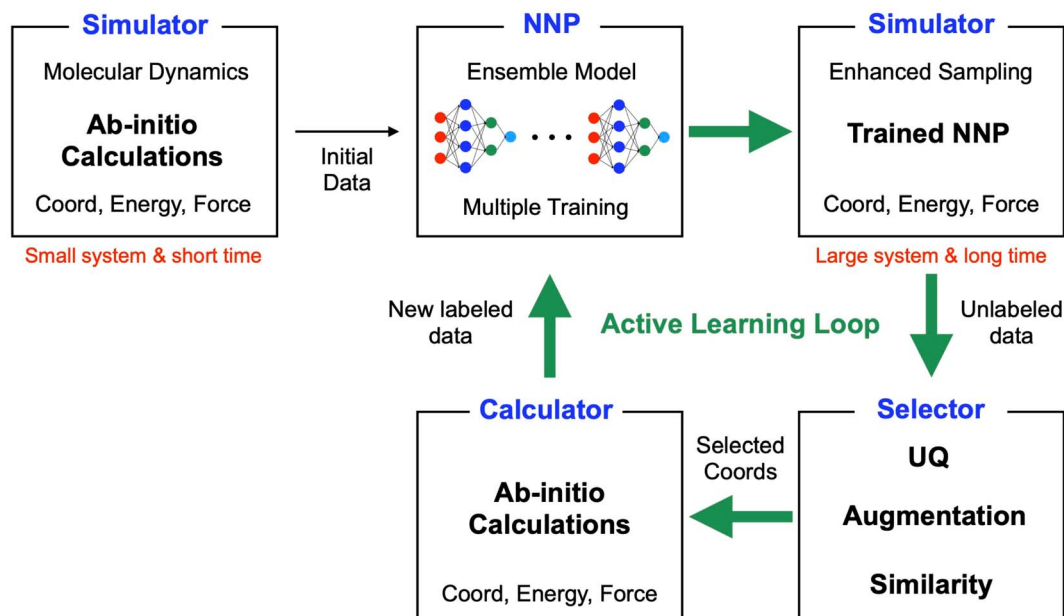 Simulator
Molecular Dynamics
Ab-initio
Calculations
Coord, Energy, Force
Small system & short time
Initial
Data
NNP
Ensemble Model
Multiple Training
Simulator
Enhanced Sampling
Trained NNP
Coord, Energy, Force
Large system & long time
New labeled
data
Active Learning Loop
Unlabeled
data
Calculator
Ab-initio
Calculations
Coord, Energy, Force
Selected
Coords
Selector
UQ
Augmentation
Similarity